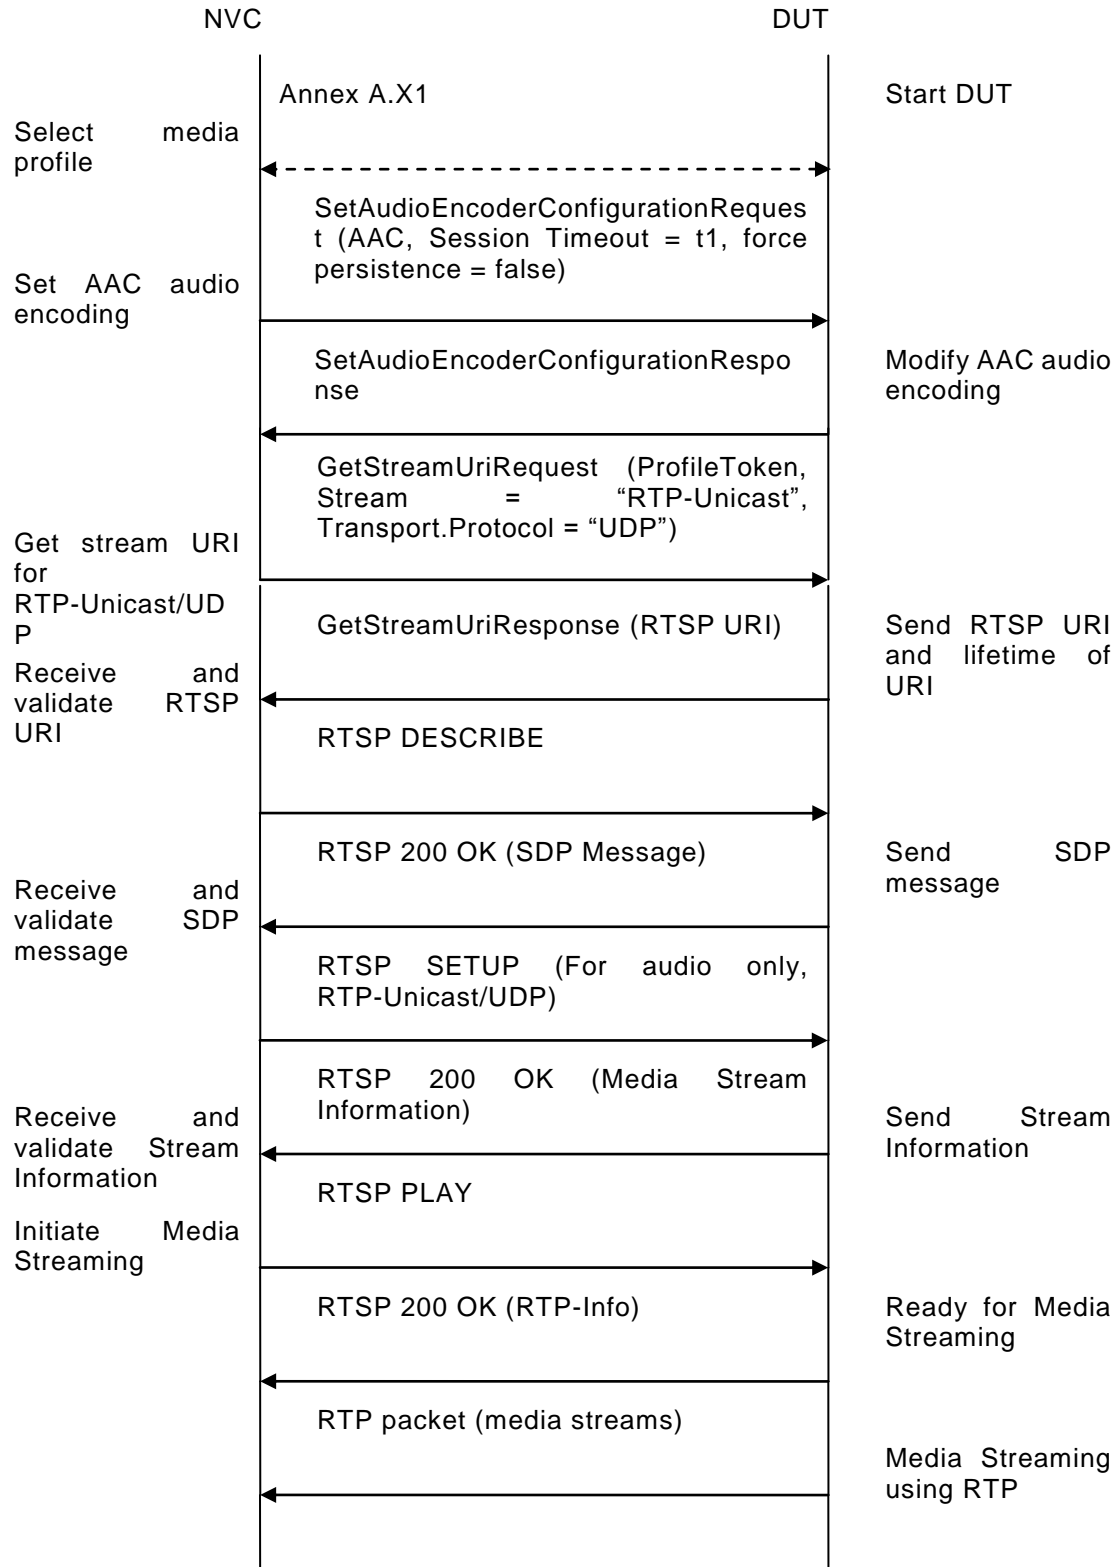 NVC
DUT
Annex A.X1
Start DUT
Select media
profile
SetAudioEncoderConfigurationReques
t (AAC, Session Timeout = t1, force
persistence = false)
Set AAC audio
encoding
SetAudioEncoderConfigurationRespo
nse
Modify AAC audio
encoding
GetStreamUriRequest (ProfileToken,
Stream = “RTP-Unicast”,
Transport.Protocol = “UDP”)
Get stream URI
for
RTP-Unicast/UD
P
GetStreamUriResponse (RTSP URI)
Send RTSP URI
and lifetime of
URI
Receive and
validate RTSP
URI
RTSP DESCRIBE
RTSP 200 OK (SDP Message)
Send SDP
message
Receive and
validate SDP
message
RTSP SETUP (For audio only,
RTP-Unicast/UDP)
RTSP 200 OK (Media Stream
Information)
Send Stream
Information
Receive and
validate Stream
Information
RTSP PLAY
Initiate Media
Streaming
RTSP 200 OK (RTP-Info)
Ready for Media
Streaming
RTP packet (media streams)
Media Streaming
using RTP